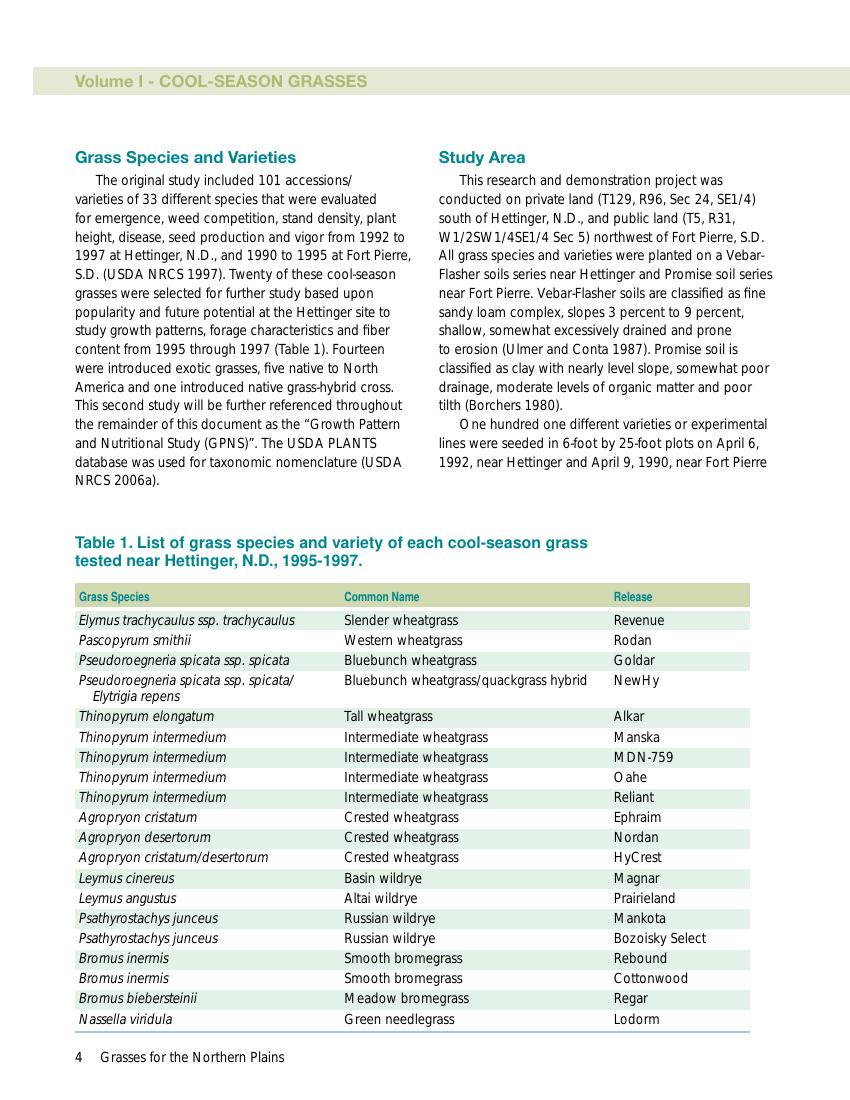 Volume I - COOL-SEASON GRASSES
Grass Species and Varieties
The original study included 101 accessions/
varieties of 33 different species that were evaluated
for emergence, weed competition, stand density, plant
height, disease, seed production and vigor from 1992 to
1997 at Hettinger, N.D., and 1990 to 1995 at Fort Pierre,
S.D. (USDA NRCS 1997). Twenty of these cool-season
grasses were selected for further study based upon
popularity and future potential at the Hettinger site to
study growth patterns, forage characteristics and fiber
content from 1995 through 1997 (Table 1). Fourteen
were introduced exotic grasses, five native to North
America and one introduced native grass-hybrid cross.
This second study will be further referenced throughout
the remainder of this document as the “Growth Pattern
and Nutritional Study (GPNS)”. The USDA PLANTS
database was used for taxonomic nomenclature (USDA
NRCS 2006a).
Study Area
This research and demonstration project was
conducted on private land (T129, R96, Sec 24, SE1/4)
south of Hettinger, N.D., and public land (T5, R31,
W1/2SW1/4SE1/4 Sec 5) northwest of Fort Pierre, S.D.
All grass species and varieties were planted on a Vebar-
Flasher soils series near Hettinger and Promise soil series
near Fort Pierre. Vebar-Flasher soils are classified as fine
sandy loam complex, slopes 3 percent to 9 percent,
shallow, somewhat excessively drained and prone
to erosion (Ulmer and Conta 1987). Promise soil is
classified as clay with nearly level slope, somewhat poor
drainage, moderate levels of organic matter and poor
tilth (Borchers 1980).
One hundred one different varieties or experimental
lines were seeded in 6-foot by 25-foot plots on April 6,
1992, near Hettinger and April 9, 1990, near Fort Pierre
Table 1. List of grass species and variety of each cool-season grass
tested near Hettinger, N.D., 1995-1997.
Grass Species Common Name Release
Elymus trachycaulus ssp. trachycaulus Slender wheatgrass Revenue
Pascopyrum smithii Western wheatgrass Rodan
Pseudoroegneria spicata ssp. spicata Bluebunch wheatgrass Goldar
Pseudoroegneria spicata ssp. spicata/ Bluebunch wheatgrass/quackgrass hybrid NewHy
Elytrigia repens
Thinopyrum elongatum Tall wheatgrass Alkar
Thinopyrum intermedium Intermediate wheatgrass Manska
Thinopyrum intermedium Intermediate wheatgrass MDN-759
Thinopyrum intermedium Intermediate wheatgrass Oahe
Thinopyrum intermedium Intermediate wheatgrass Reliant
Agropryon cristatum Crested wheatgrass Ephraim
Agropryon desertorum Crested wheatgrass Nordan
Agropryon cristatum/desertorum Crested wheatgrass HyCrest
Leymus cinereus Basin wildrye Magnar
Leymus angustus Altai wildrye Prairieland
Psathyrostachys junceus Russian wildrye Mankota
Psathyrostachys junceus Russian wildrye Bozoisky Select
Bromus inermis Smooth bromegrass Rebound
Bromus inermis Smooth bromegrass Cottonwood
Bromus biebersteinii Meadow bromegrass Regar
Nassella viridula Green needlegrass Lodorm
4 Grasses for the Northern Plains